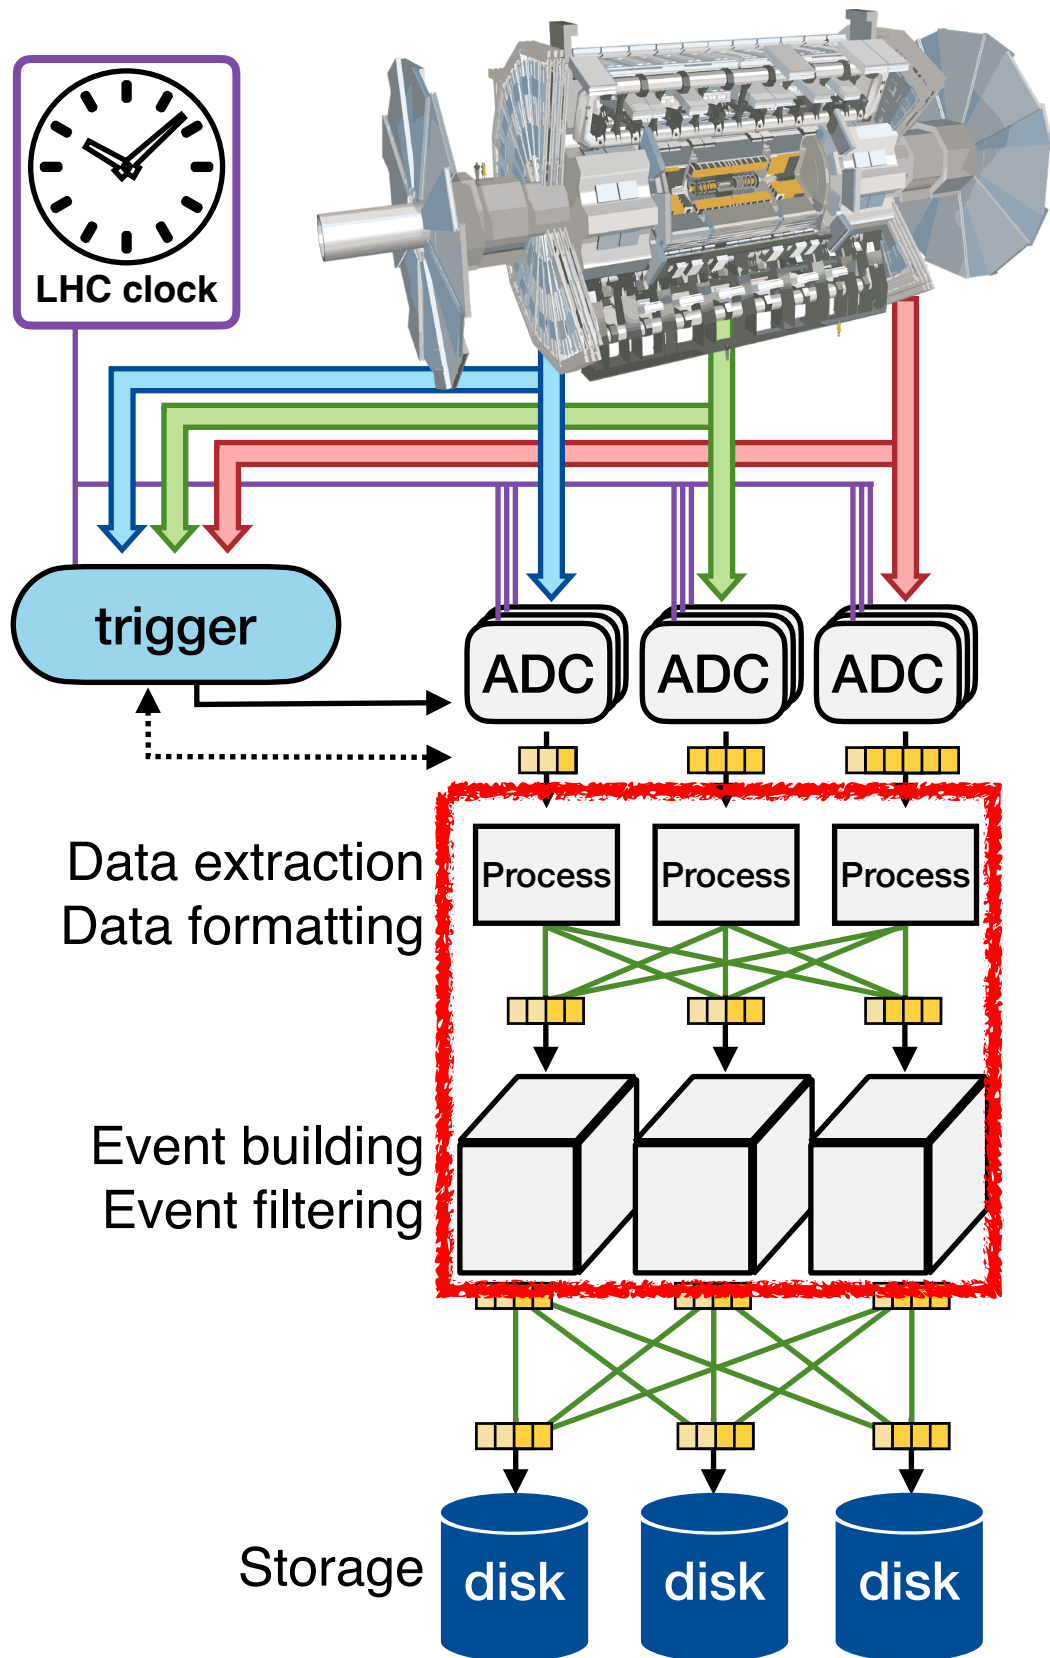 LHC clock
trigger
ADC ADC ADC
Data extraction
Data formatting
Process Process Process
Event building
Event filtering
Storage
disk disk disk